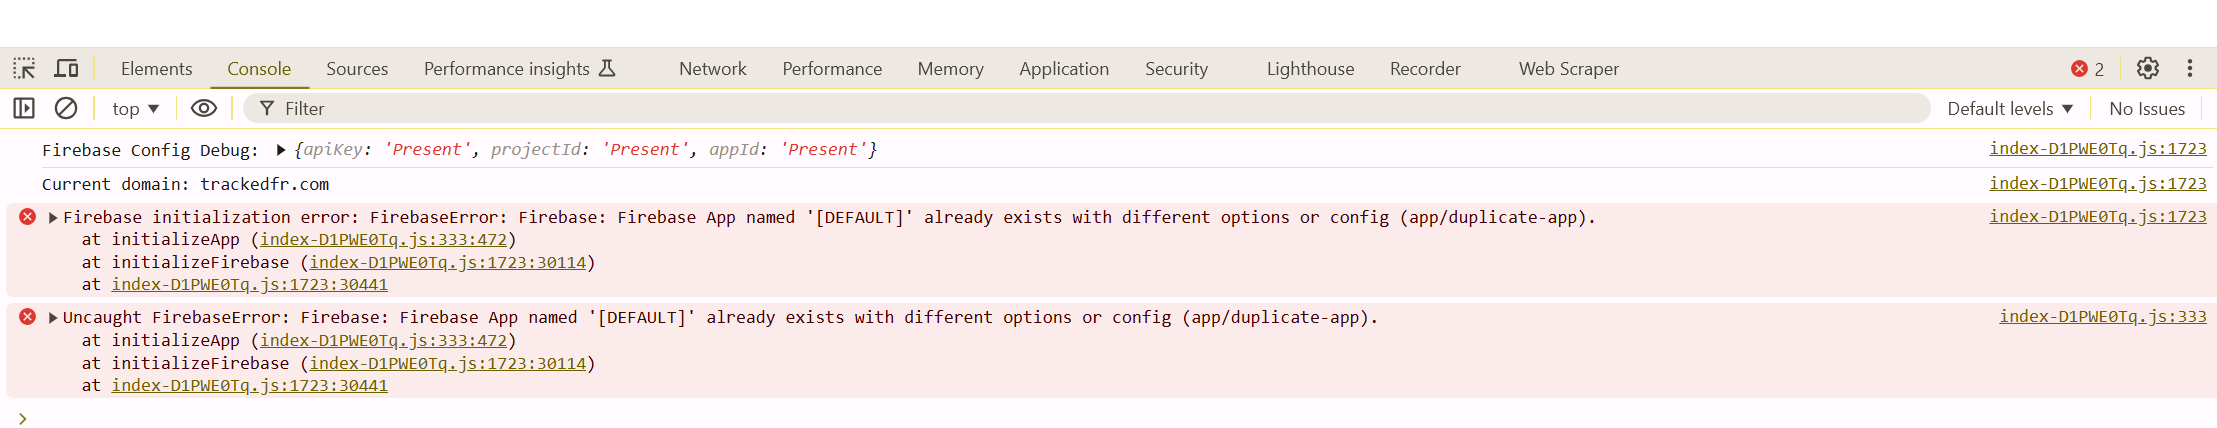 Elements Console Sources Performance insights Network Performance Memory Application Security Lighthouse Recorder Web Scraper 2
top Filter Default levels No Issues
Firebase Config Debug: {apiKey: 'Present', projectId: 'Present', appId: 'Present'} index-D1PWE0Tq.js:1723
Current domain: trackedfr.com index-D1PWE0Tq.js:1723
Firebase initialization error: FirebaseError: Firebase: Firebase App named '[DEFAULT]' already exists with different options or config (app/duplicate-app). index-D1PWE0Tq.js:1723
at initializeApp (index-D1PWE0Tq.js:333:472)
at initializeFirebase (index-D1PWE0Tq.js:1723:30114)
at index-D1PWE0Tq.js:1723:30441
Uncaught FirebaseError: Firebase: Firebase App named '[DEFAULT]' already exists with different options or config (app/duplicate-app). index-D1PWE0Tq.js:333
at initializeApp (index-D1PWE0Tq.js:333:472)
at initializeFirebase (index-D1PWE0Tq.js:1723:30114)
at index-D1PWE0Tq.js:1723:30441